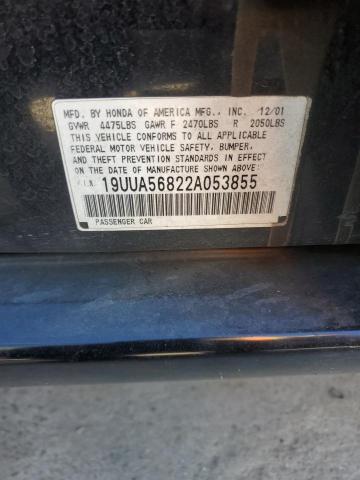 MFD. BY HONDA OF AMERICA MFG., INC. 12/01
GVWR 4475LBS GAWR F 2470LBS R 2050LBS
THIS VEHICLE CONFORMS TO ALL APPLICABLE
FEDERAL MOTOR VEHICLE SAFETY, BUMPER,
AND THEFT PREVENTION STANDARDS IN EFFECT
ON THE DATE OF MANUFACTURE SHOWN ABOVE.
V.I.N. 19UUA56822A053855
PASSENGER CAR